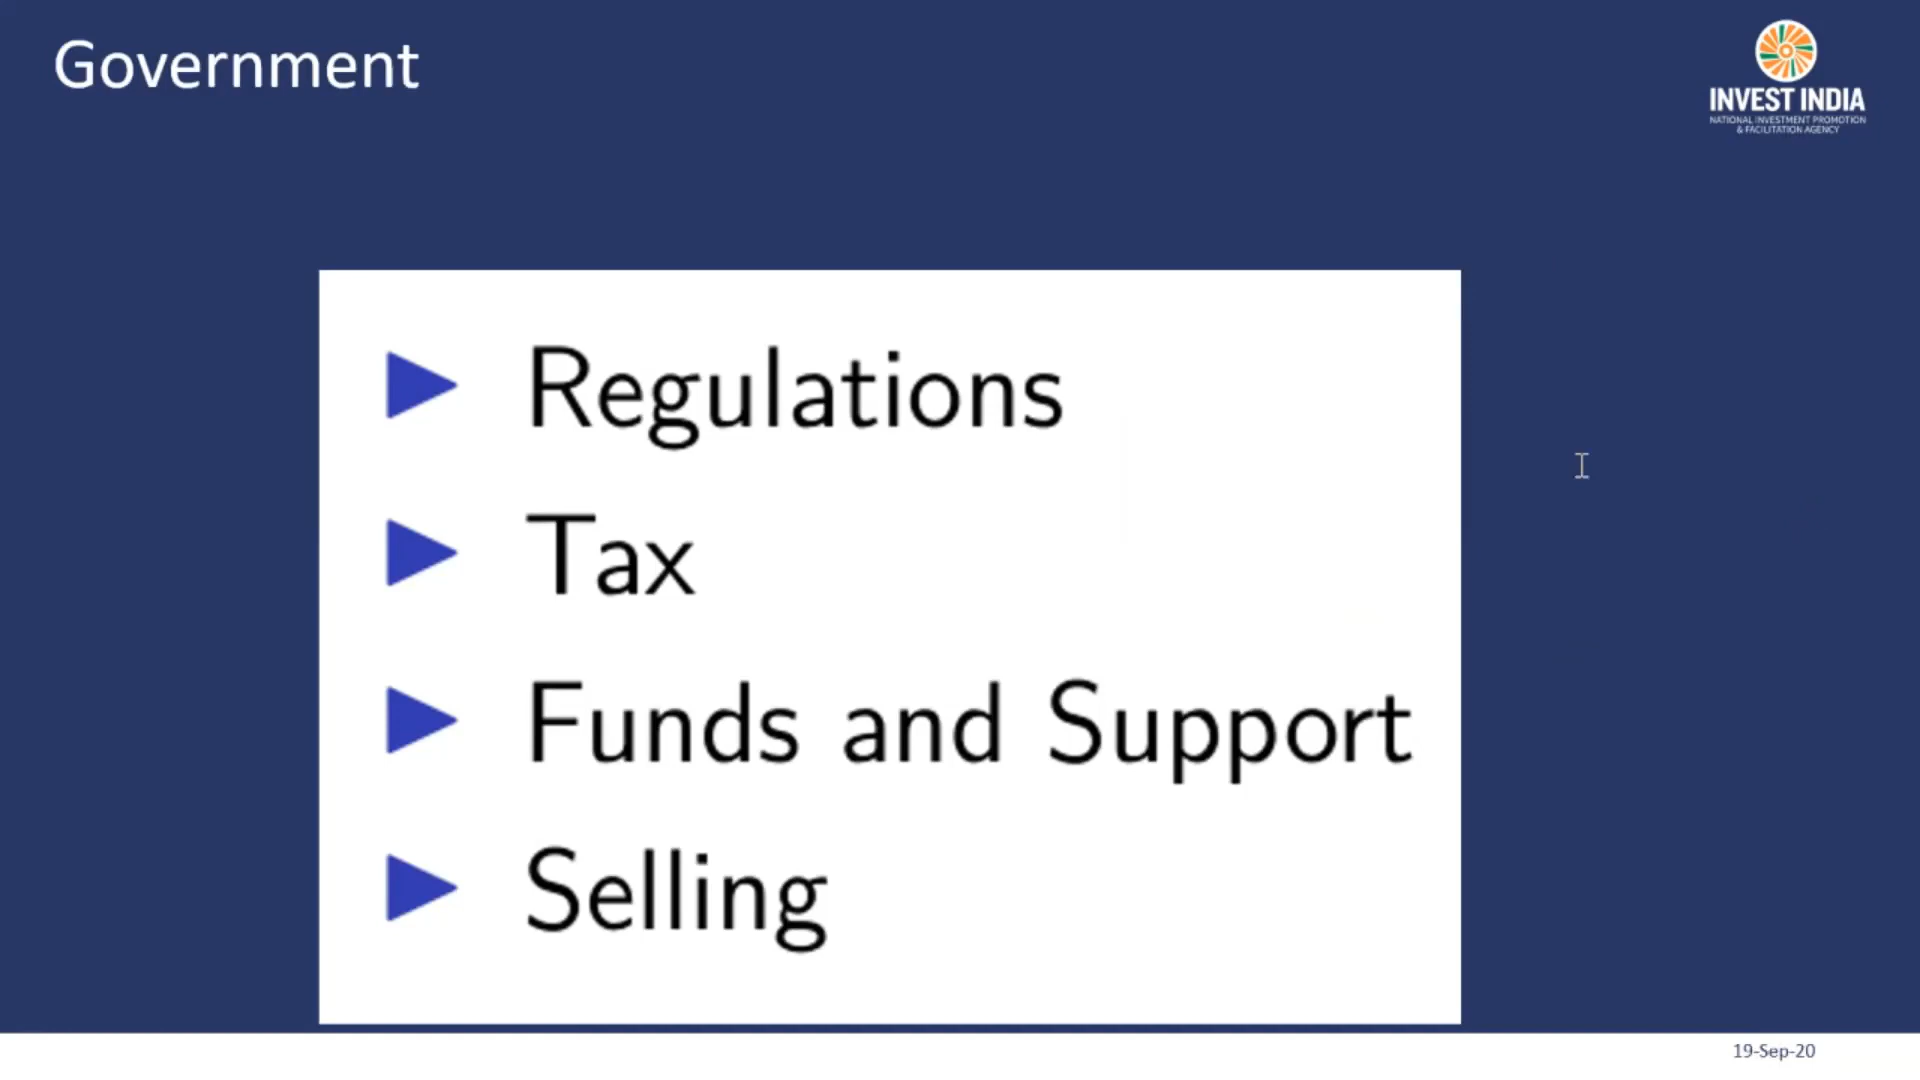 Government
INVEST INDIA
NATIONAL INVESTMENT PROMOTION
& FACILITATION AGENCY
Regulations
Tax
Funds and Support
Selling
19-Sep-20